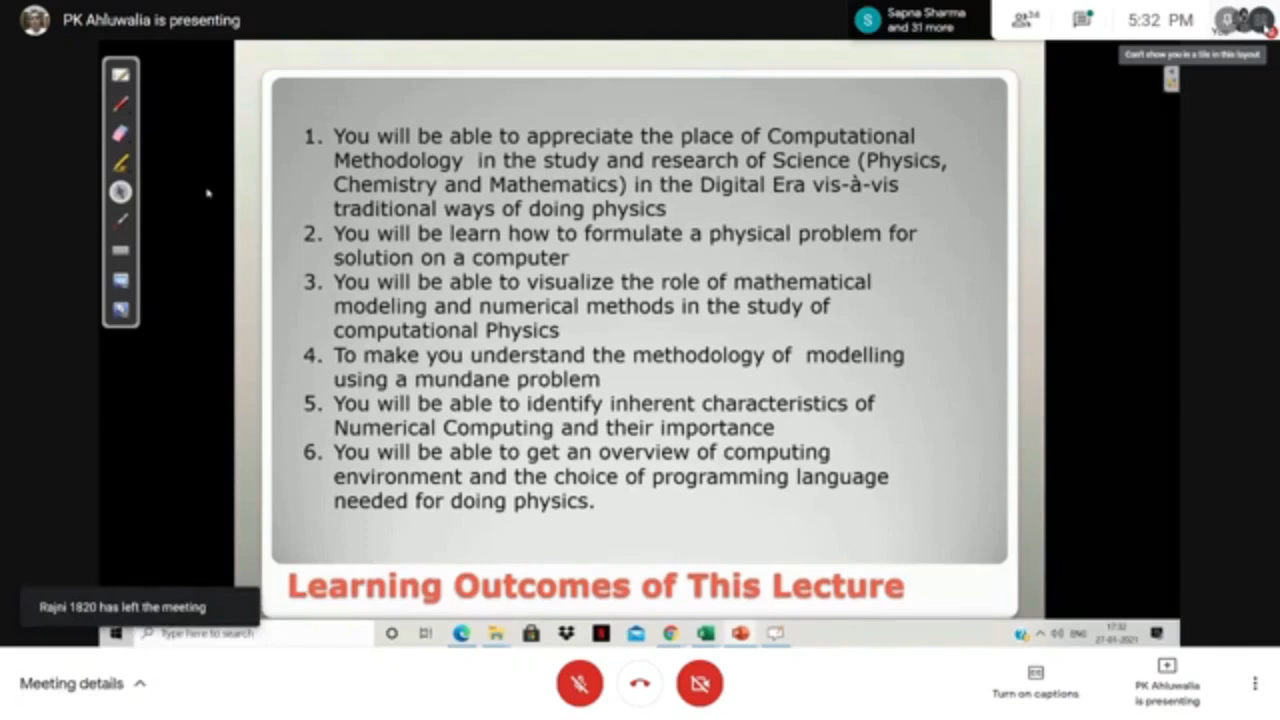 PK Ahluwalia is presenting
Sapna Sharma
and 31 more
34
5:32 PM
Can't show you in a tile in this layout
1. You will be able to appreciate the place of Computational
Methodology in the study and research of Science (Physics,
Chemistry and Mathematics) in the Digital Era vis-à-vis
traditional ways of doing physics
2. You will be learn how to formulate a physical problem for
solution on a computer
3. You will be able to visualize the role of mathematical
modeling and numerical methods in the study of
computational Physics
4. To make you understand the methodology of modelling
using a mundane problem
5. You will be able to identify inherent characteristics of
Numerical Computing and their importance
6. You will be able to get an overview of computing
environment and the choice of programming language
needed for doing physics.
Learning Outcomes of This Lecture
Rajni 1820 has left the meeting
Type here to search
ENG
17:32
27-01-2021
Meeting details
Turn on captions
PK Ahluwalia
is presenting